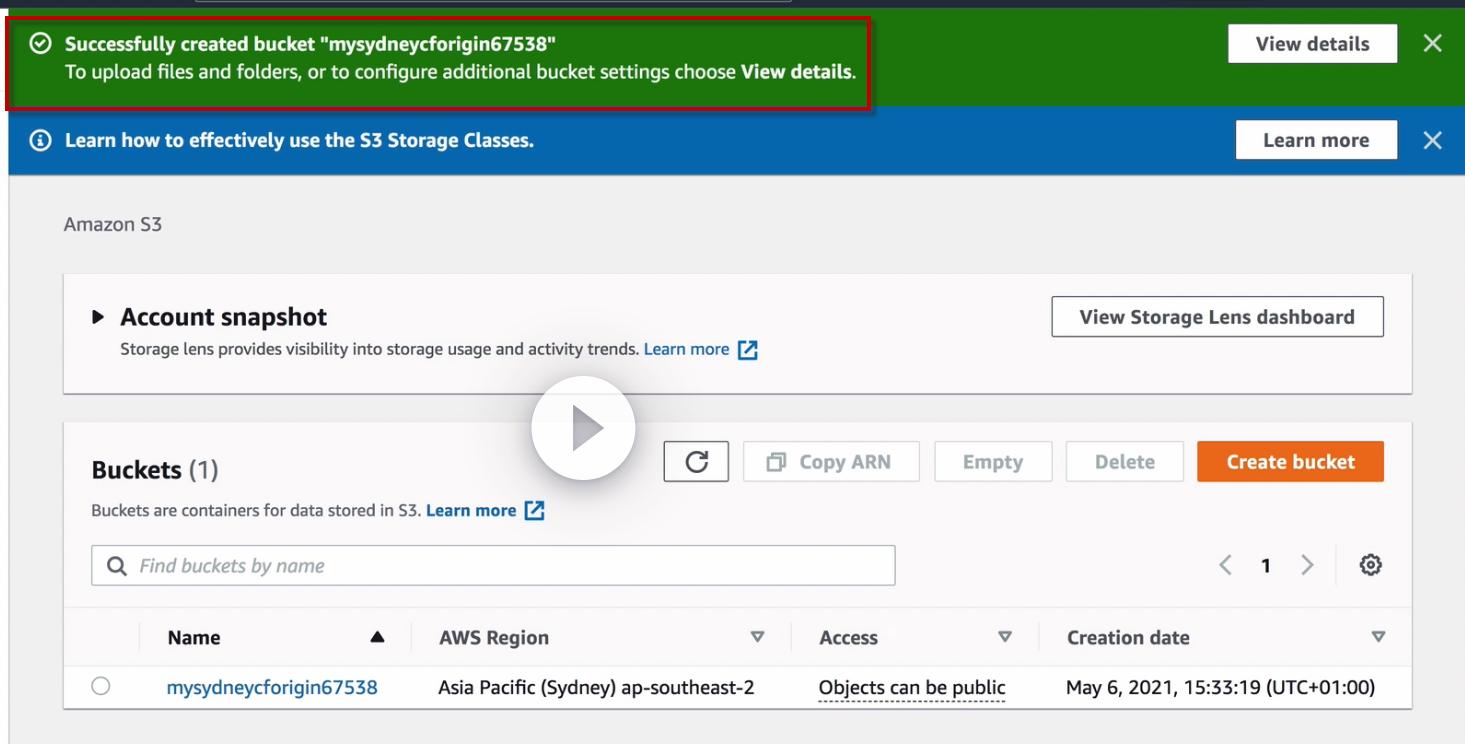 Successfully created bucket "mysydneycforigin67538"
View details
To upload files and folders, or to configure additional bucket settings choose View details.
Learn how to effectively use the S3 Storage Classes.
Learn more
Amazon S3
Account snapshot
View Storage Lens dashboard
Storage lens provides visibility into storage usage and activity trends. Learn more
Buckets (1)
Copy ARN
Empty
Delete
Create bucket
Buckets are containers for data stored in S3. Learn more
Find buckets by name
1
Name
AWS Region
Access
Creation date
mysydneycforigin67538
Asia Pacific (Sydney) ap-southeast-2
Objects can be public
May 6, 2021, 15:33:19 (UTC+01:00)